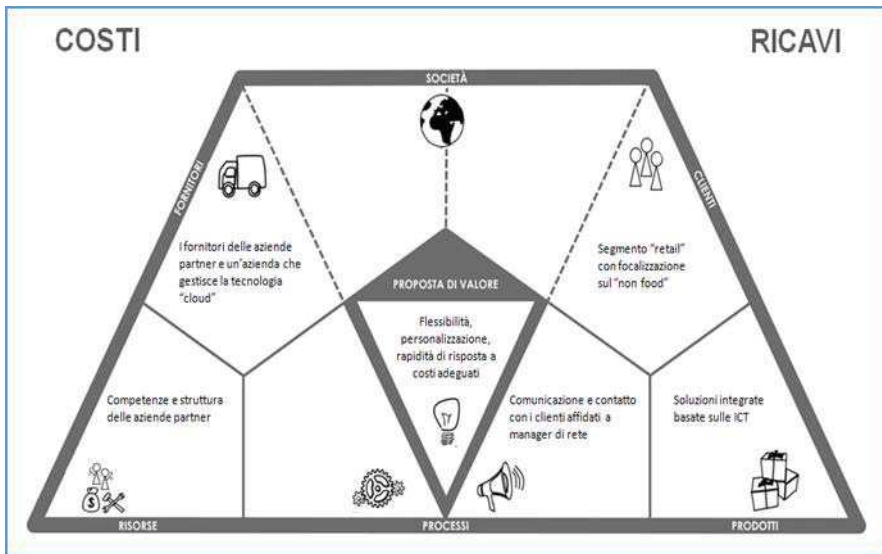 COSTI
RICAVI
SOCIETÀ
FORNITORI
CLIENTI
I fornitori delle aziende
partner e un'azienda che
gestisce la tecnologia
"cloud"
Segmento "retail"
con focalizzazione
sul "non food"
PROPOSTA DI VALORE
Flessibilità,
personalizzazione,
rapidità di risposta a
costi adeguati
Competenze e struttura
delle aziende partner
Comunicazione e contatto
con i clienti affidati a
manager di rete
Soluzioni integrate
basate sulle ICT
$
RISORSE
PROCESSI
PRODOTTI